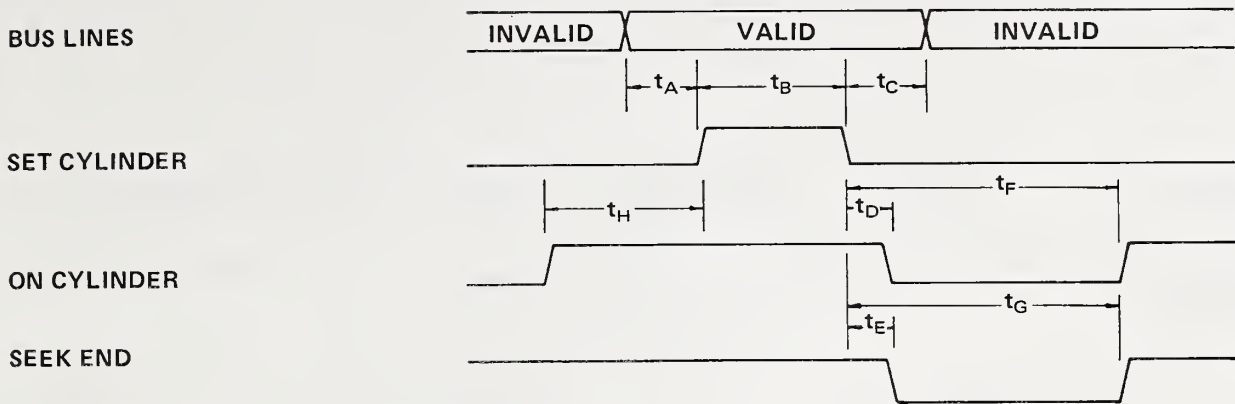 BUS LINES
INVALID VALID INVALID
tA tB tC
SET CYLINDER
tF
tD
tH
ON CYLINDER
tG
tE
SEEK END